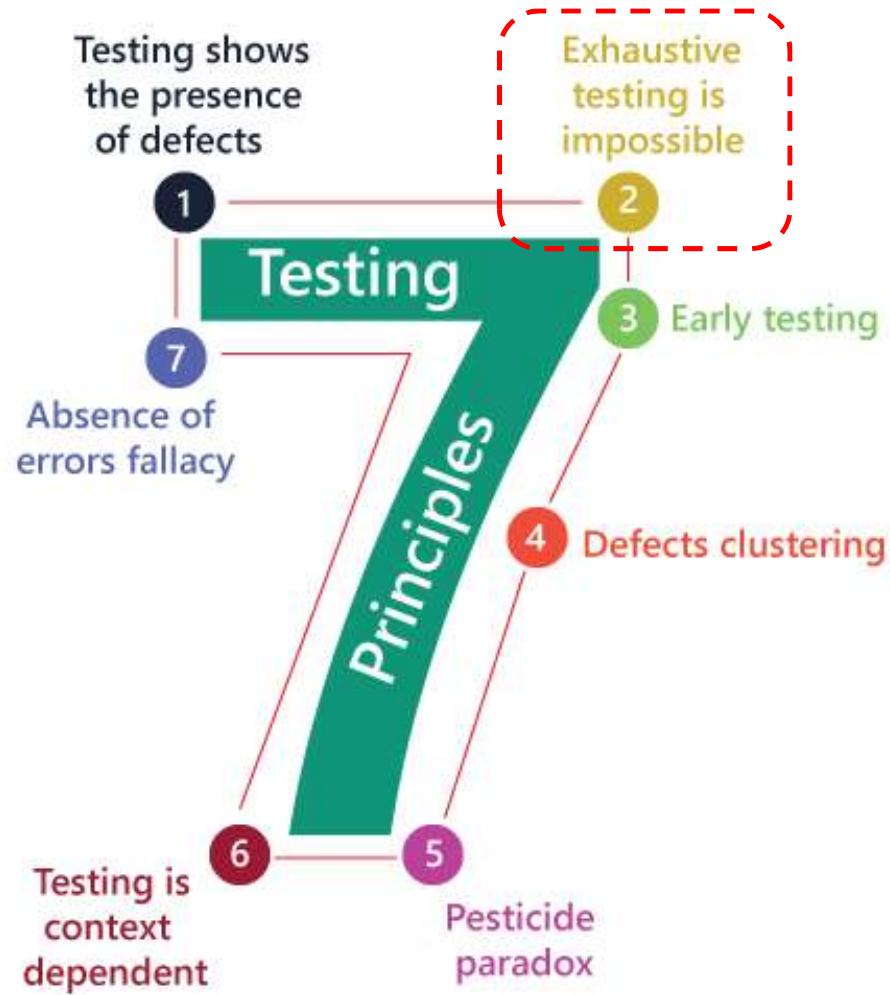 Testing shows
the presence
of defects
1
Exhaustive
testing is
impossible
2
Testing
3
Early testing
7
Absence of
errors fallacy
Principles
4
Defects clustering
6
Testing is
context
dependent
5
Pesticide
paradox